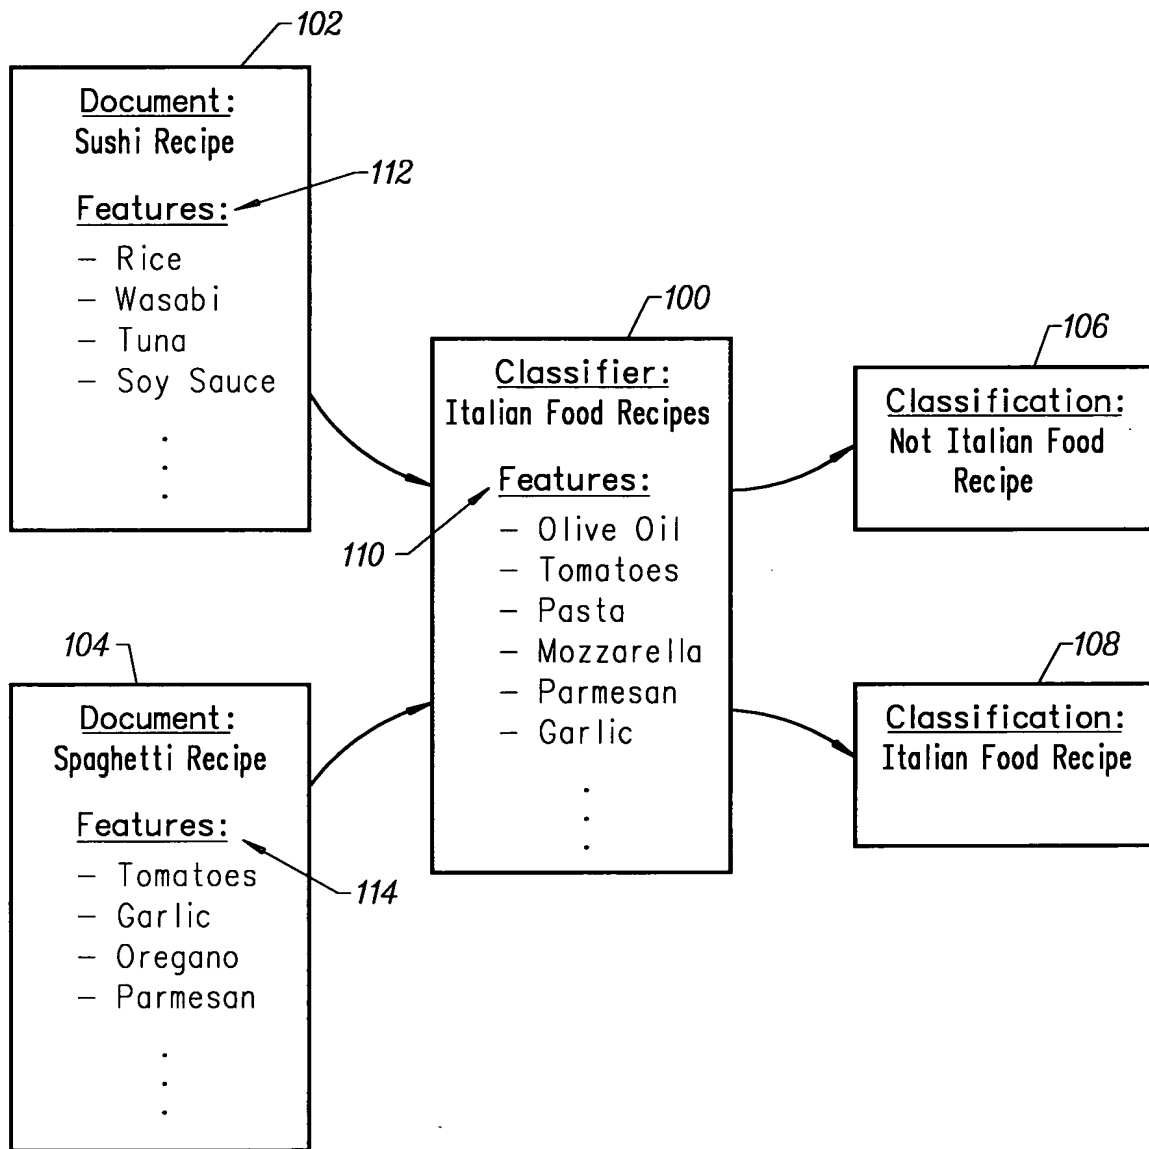 102
Document:
Sushi Recipe
112
Features:
– Rice
– Wasabi
– Tuna
– Soy Sauce
.
.
.
104
Document:
Spaghetti Recipe
Features:
114
– Tomatoes
– Garlic
– Oregano
– Parmesan
.
.
.
100
Classifier:
Italian Food Recipes
Features:
110
– Olive Oil
– Tomatoes
– Pasta
– Mozzarella
– Parmesan
– Garlic
.
.
.
106
Classification:
Not Italian Food
Recipe
108
Classification:
Italian Food Recipe